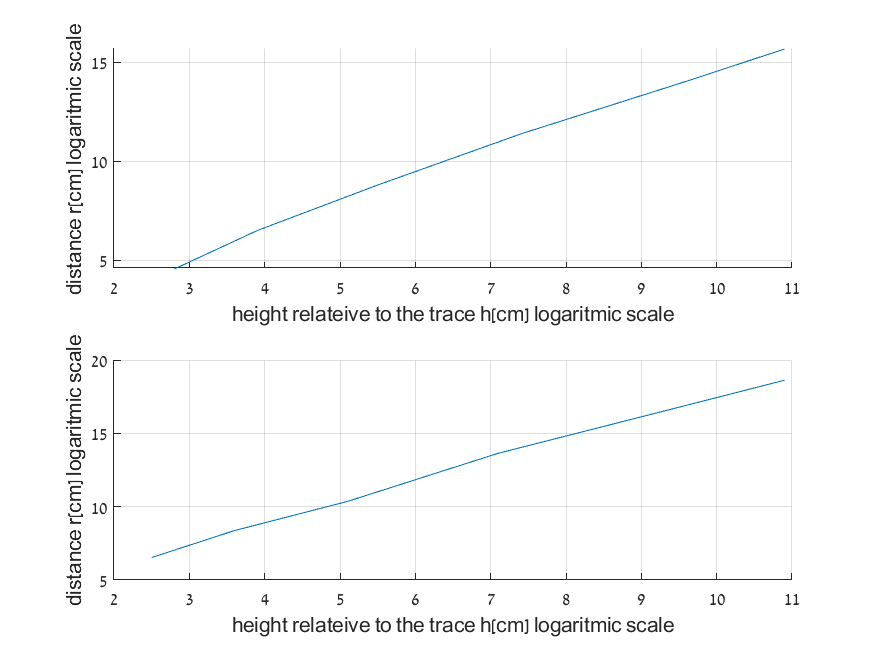 distance r[cm] logaritmic scale
15
10
5
2 3 4 5 6 7 8 9 10 11
height relateive to the trace h[cm] logaritmic scale
distance r[cm] logaritmic scale
20
15
10
5
2 3 4 5 6 7 8 9 10 11
height relateive to the trace h[cm] logaritmic scale